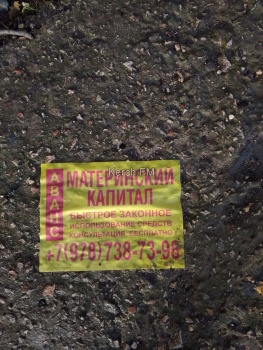 АВАНС
МАТЕРИНСКИЙ
КАПИТАЛ
БЫСТРОЕ ЗАКОННОЕ
ИСПОЛЬЗОВАНИЕ СРЕДСТВ
КОНСУЛЬТАЦИЯ БЕСПЛАТНО
+7(978)738-73-98
Kerch.FM